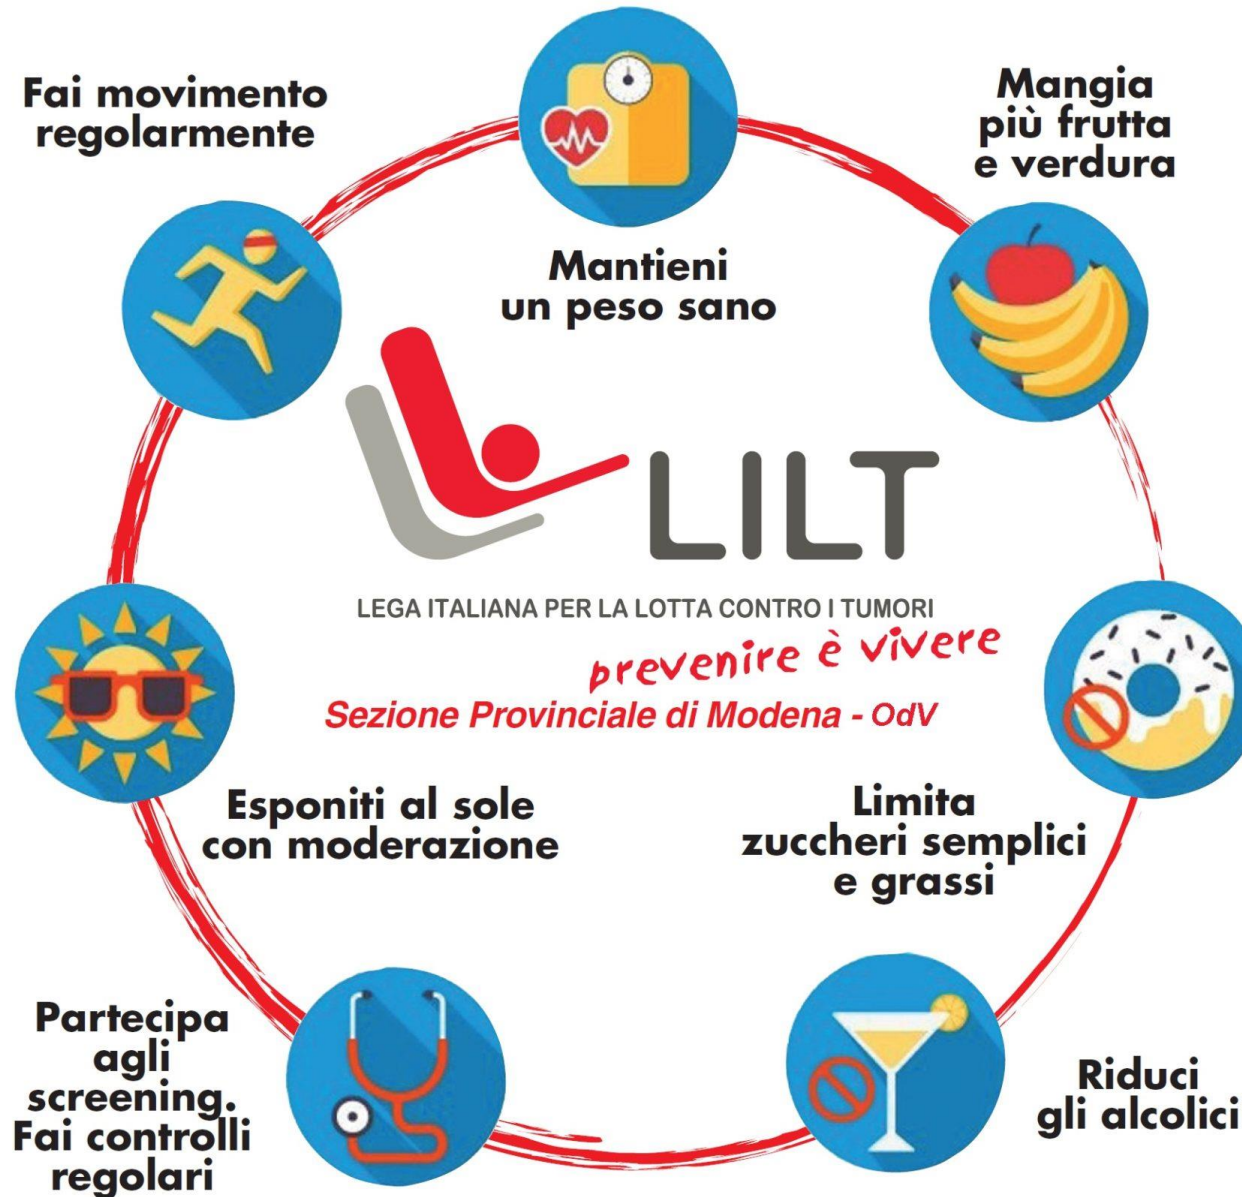 Fai movimento
regolarmente
Mantieni
un peso sano
Mangia
più frutta
e verdura
LILT
LEGA ITALIANA PER LA LOTTA CONTRO I TUMORI
prevenire è vivere
Sezione Provinciale di Modena - OdV
Esponiti al sole
con moderazione
Limita
zuccheri semplici
e grassi
Partecipa
agli
screening.
Fai controlli
regolari
Riduci
gli alcolici